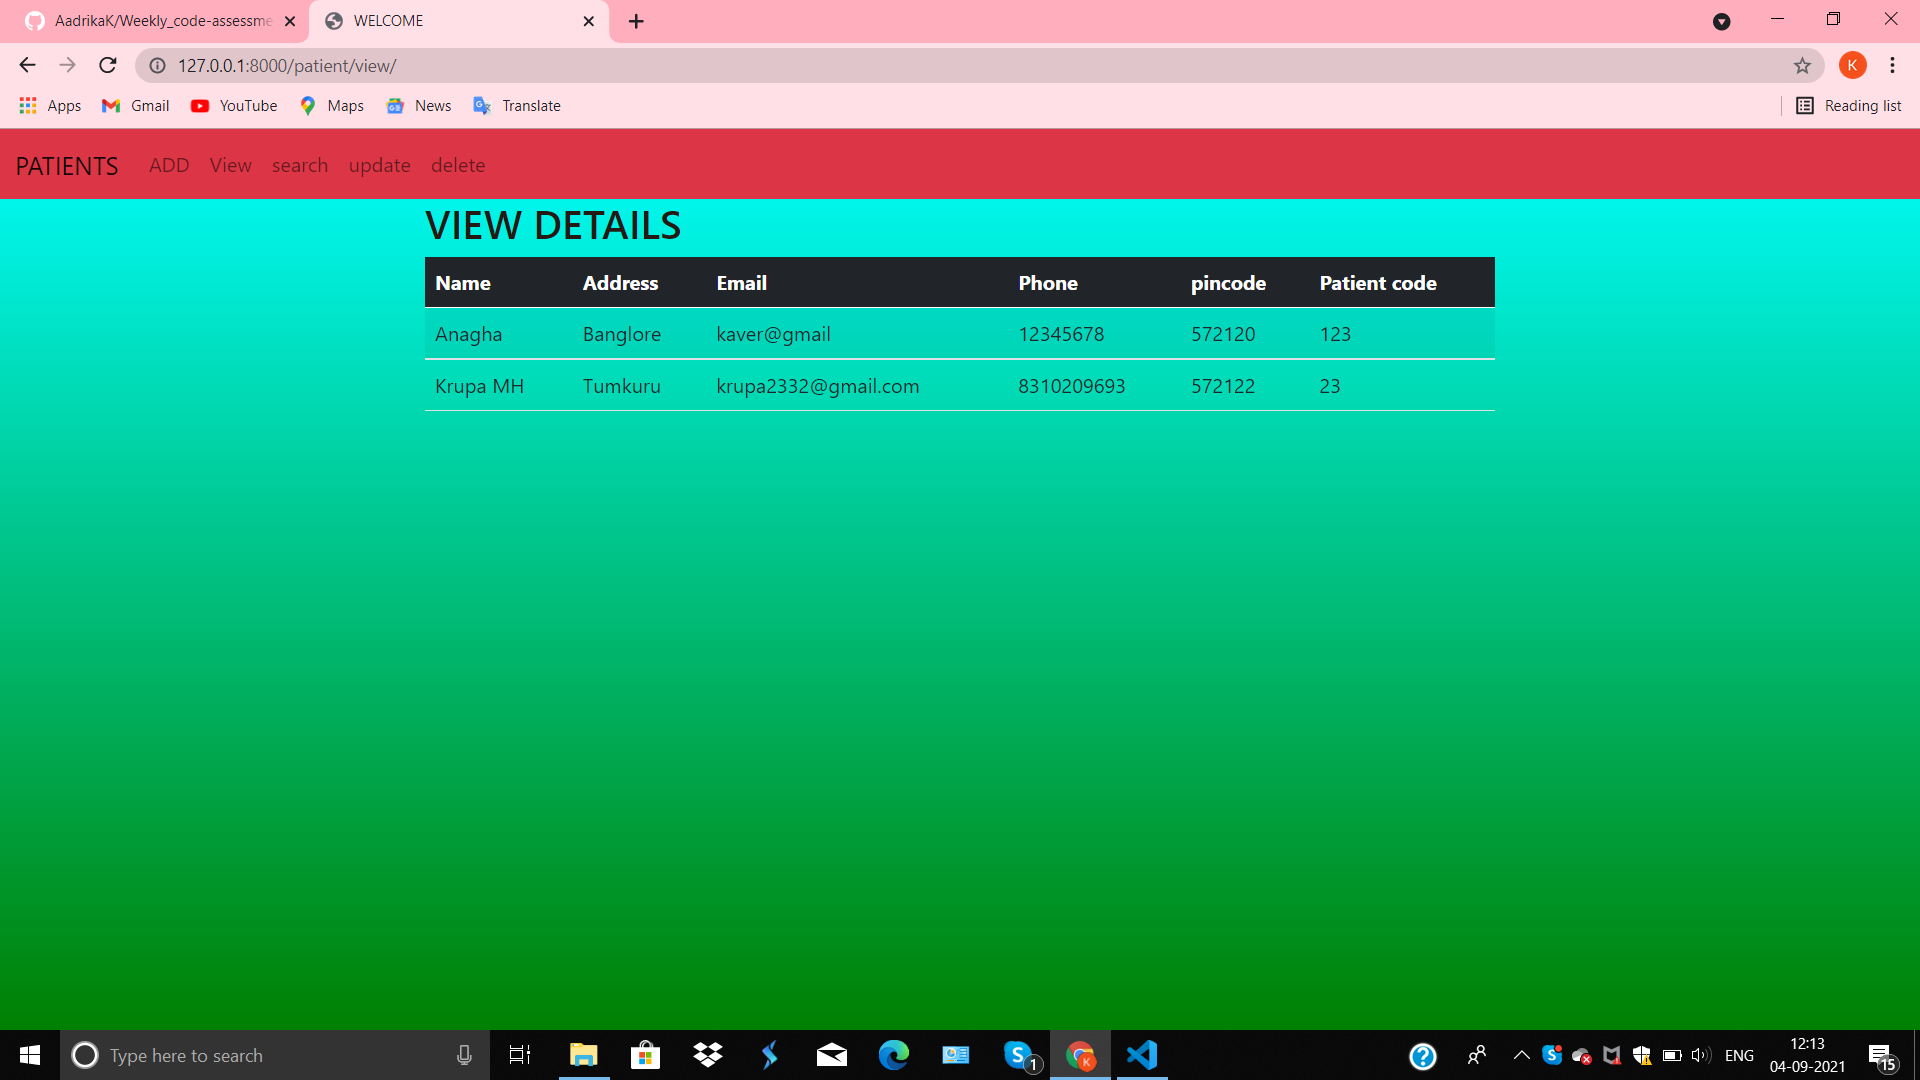 AadrikaK/Weekly_code-assessme
WELCOME
127.0.0.1:8000/patient/view/
K
Apps
Gmail
YouTube
Maps
News
Translate
Reading list
PATIENTS ADD View search update delete
VIEW DETAILS
Name Address Email Phone pincode Patient code
Anagha Banglore kaver@gmail 12345678 572120 123
Krupa MH Tumkuru krupa2332@gmail.com 8310209693 572122 23
Type here to search
1
K
ENG
12:13
04-09-2021
15